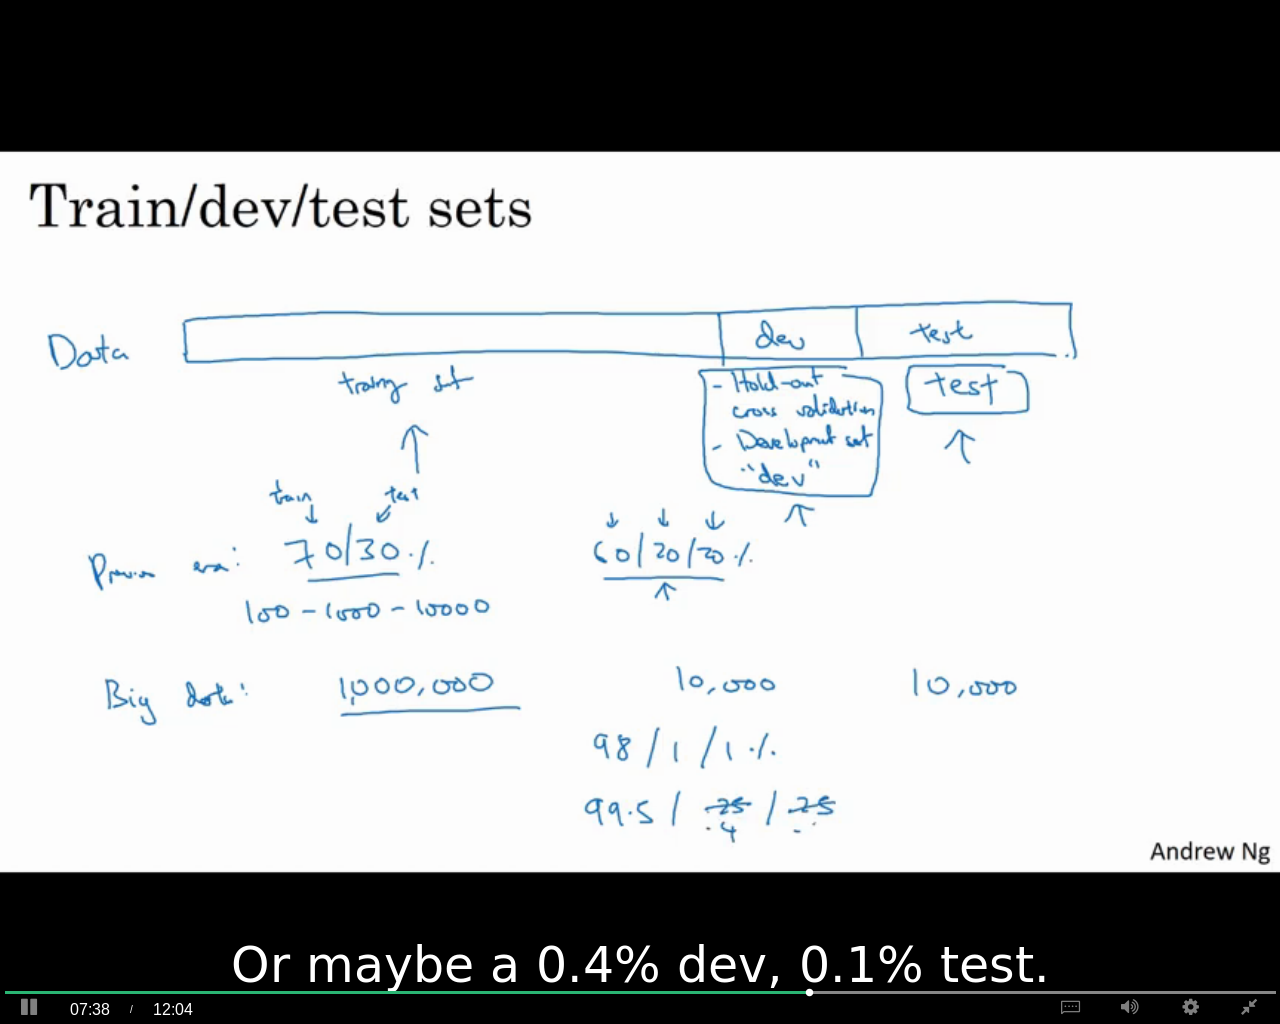 Train/dev/test sets
Data
dev
test
training set
- Hold-out
cross validation
- Development set
"dev"
test
train
test
Previous era:
70/30 %
60/20/20 %
100 - 1000 - 10000
Big data:
1,000,000
10,000
10,000
98 / 1 / 1 %
99.5 / 25 / 25
.4
Andrew Ng
Or maybe a 0.4% dev, 0.1% test.
07:38 / 12:04